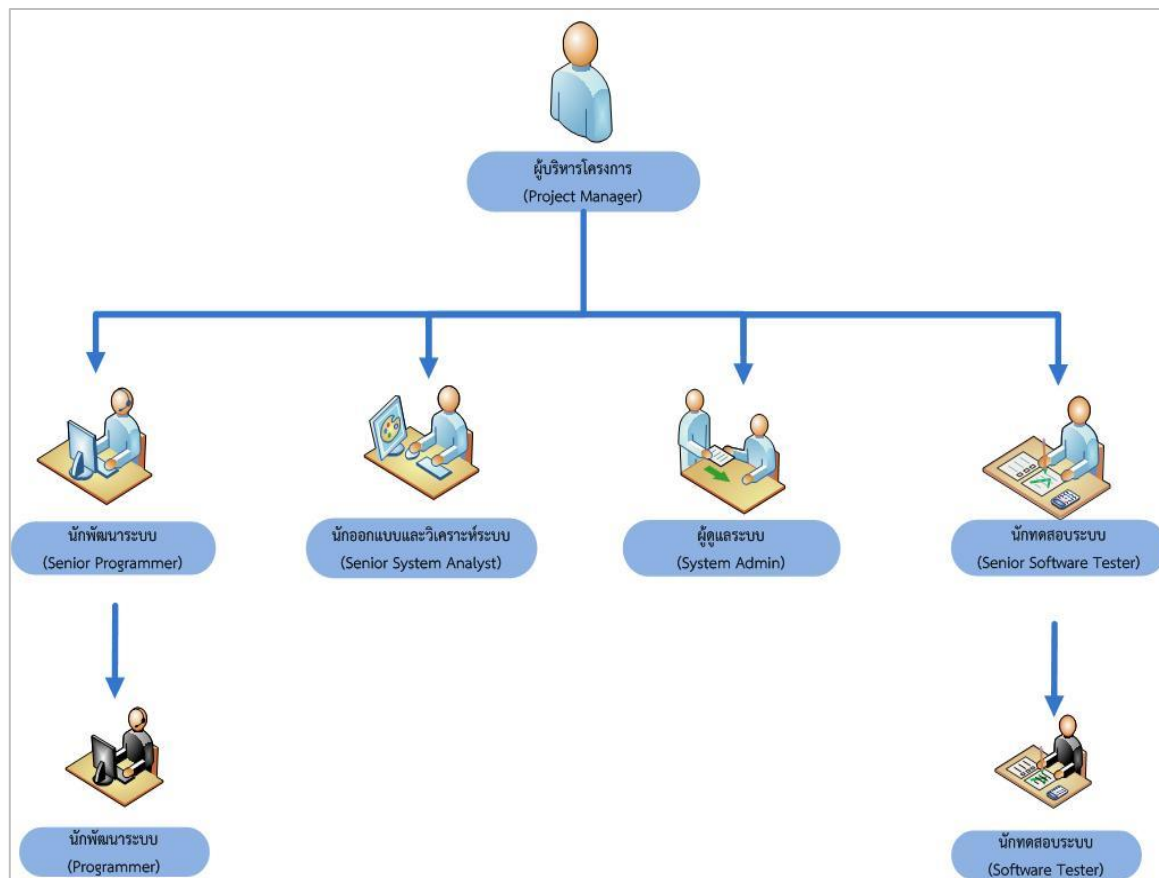 ผู้บริหารโครงการ
(Project Manager)
นักพัฒนาระบบ
(Senior Programmer)
นักออกแบบและวิเคราะห์ระบบ
(Senior System Analyst)
ผู้ดูแลระบบ
(System Admin)
นักทดสอบระบบ
(Senior Software Tester)
นักพัฒนาระบบ
(Programmer)
นักทดสอบระบบ
(Software Tester)